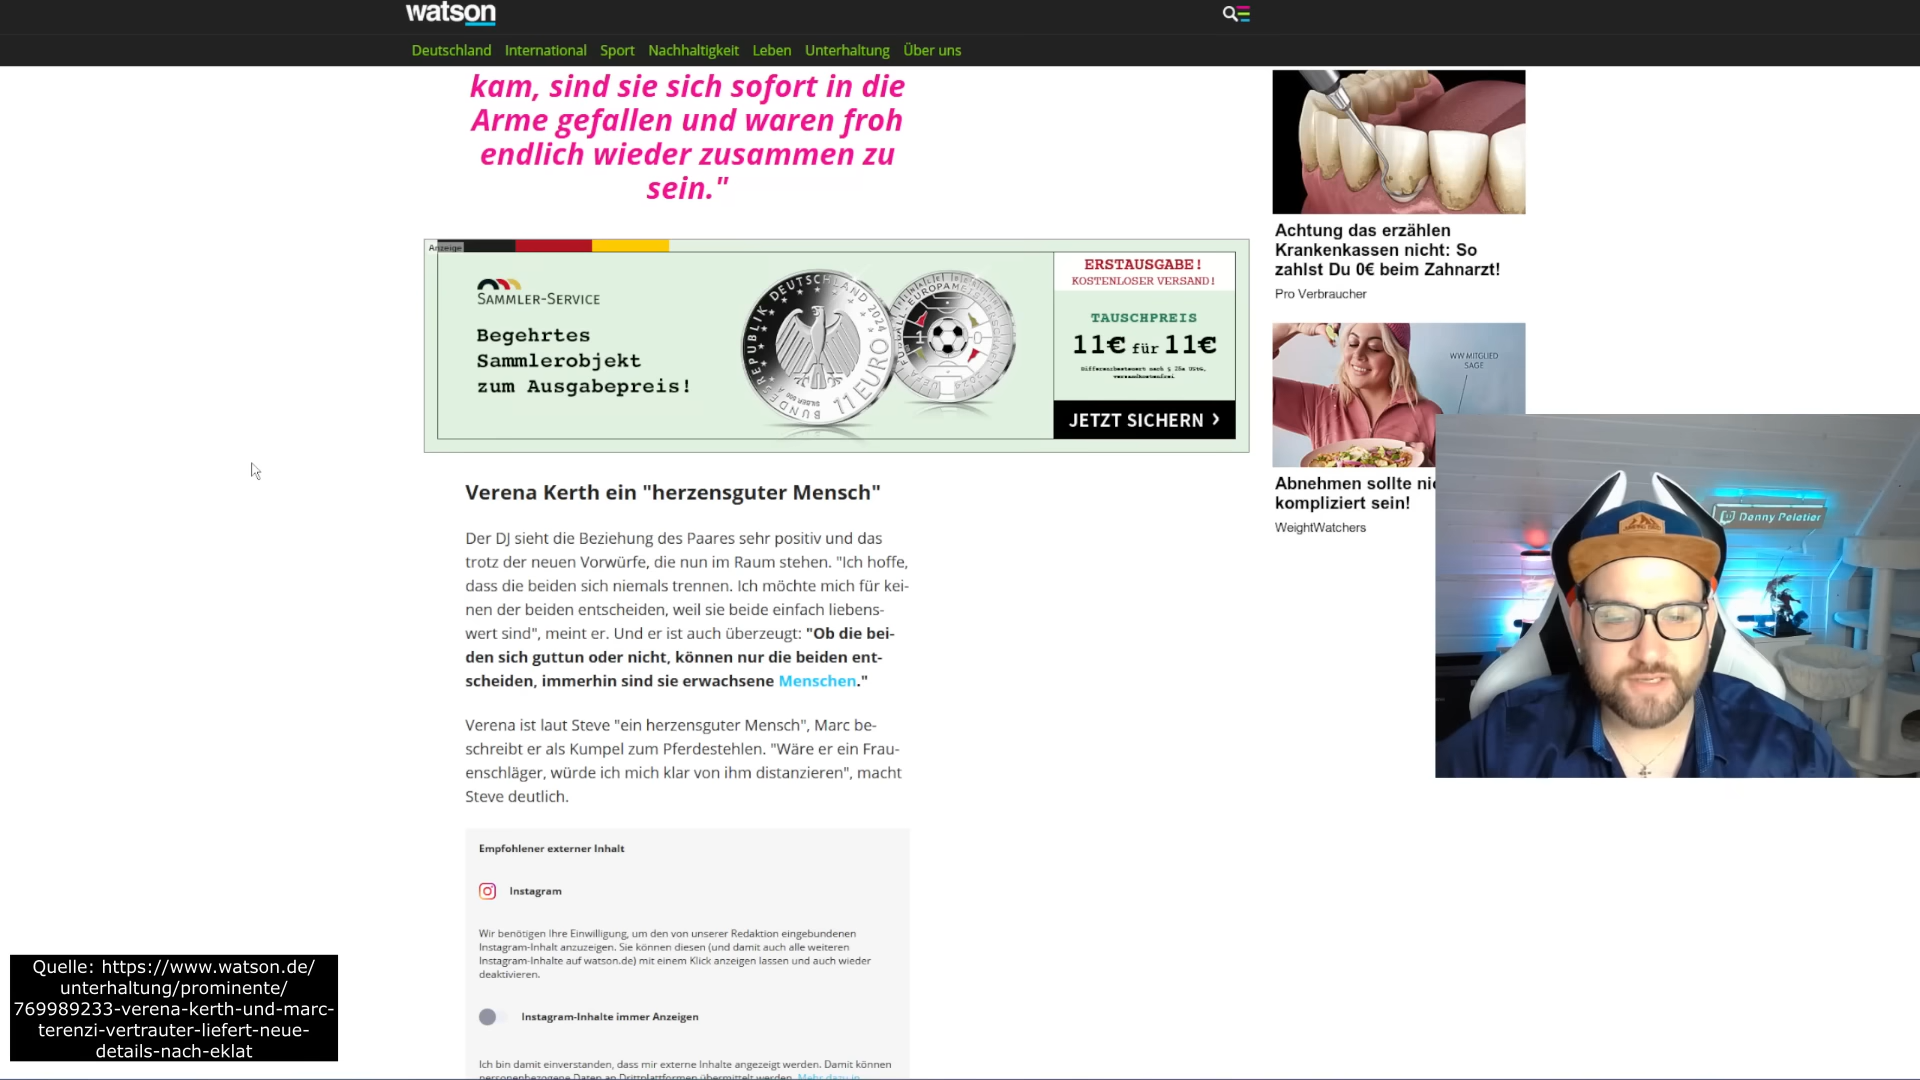 watson
Deutschland International Sport Nachhaltigkeit Leben Unterhaltung Über uns
kam, sind sie sich sofort in die
Arme gefallen und waren froh
endlich wieder zusammen zu
sein."
Anzeige
SAMMLER-SERVICE
Begehrtes
Sammlerobjekt
zum Ausgabepreis!
BUNDESREPUBLIK DEUTSCHLAND 2024
11 EURO
ERSTAUSGABE!
KOSTENLOSER VERSAND!
TAUSCHPREIS
11€ für 11€
JETZT SICHERN
Verena Kerth ein "herzensguter Mensch"
Der DJ sieht die Beziehung des Paares sehr positiv und das
trotz der neuen Vorwürfe, die nun im Raum stehen. "Ich hoffe,
dass die beiden sich niemals trennen. Ich möchte mich für kei-
nen der beiden entscheiden, weil sie beide einfach liebens-
wert sind", meint er. Und er ist auch überzeugt: "Ob die bei-
den sich guttun oder nicht, können nur die beiden ent-
scheiden, immerhin sind sie erwachsene Menschen."
Verena ist laut Steve "ein herzensguter Mensch", Marc be-
schreibt er als Kumpel zum Pferdestehlen. "Wäre er ein Frau-
enschläger, würde ich mich klar von ihm distanzieren", macht
Steve deutlich.
Empfohlener externer Inhalt
Instagram
Wir benötigen Ihre Einwilligung, um den von unserer Redaktion eingebundenen
Instagram-Inhalt anzuzeigen. Sie können diesen (und damit auch alle weiteren
Instagram-Inhalte auf watson.de) mit einem Klick anzeigen lassen und auch wieder
deaktivieren.
Instagram-Inhalte immer Anzeigen
Ich bin damit einverstanden, dass mir externe Inhalte angezeigt werden. Damit können
personenbezogene Daten an Drittplattformen übermittelt werden. Mehr dazu in
Achtung das erzählen
Krankenkassen nicht: So
zahlst Du 0€ beim Zahnarzt!
Pro Verbraucher
WW MITGLIED
SAGE
Abnehmen sollte
kompliziert sein!
WeightWatchers
Donny Peletier
Quelle: https://www.watson.de/
unterhaltung/prominente/
769989233-verena-kerth-und-marc-
terenzi-vertrauter-liefert-neue-
details-nach-eklat